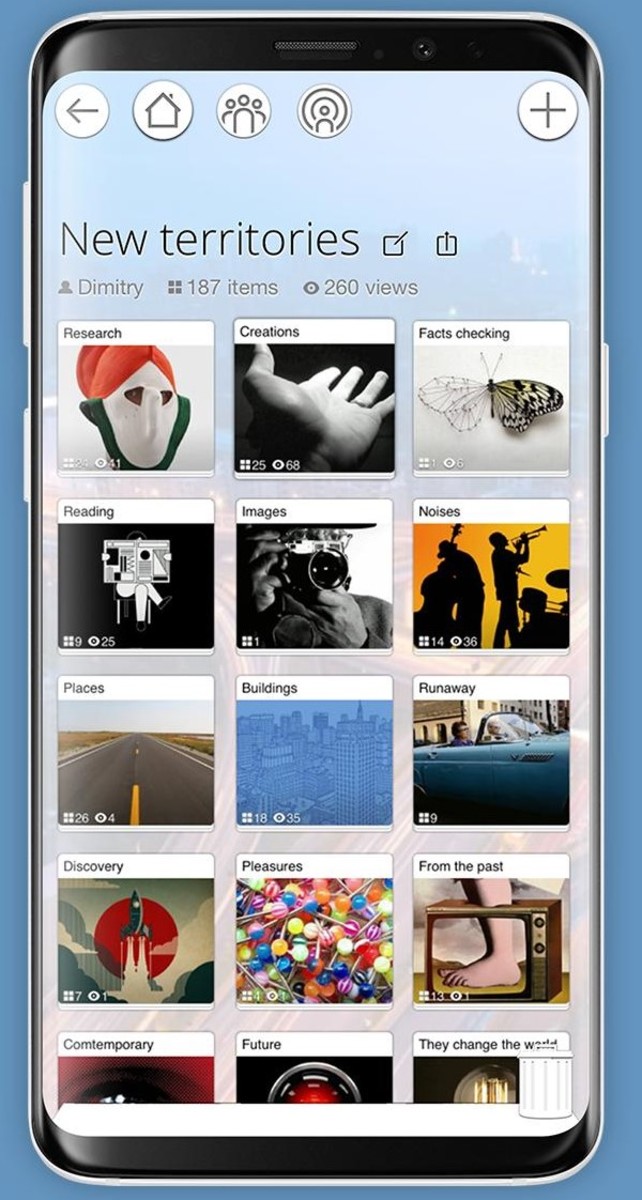 New territories
Dimitry 187 items 260 views
Research Creations Facts checking
24 41 25 68 1 6
Reading Images Noises
9 25 1 14 36
Places Buildings Runaway
26 4 18 35 9
Discovery Pleasures From the past
7 1 4 1 13 1
Comtemporary Future They change the world